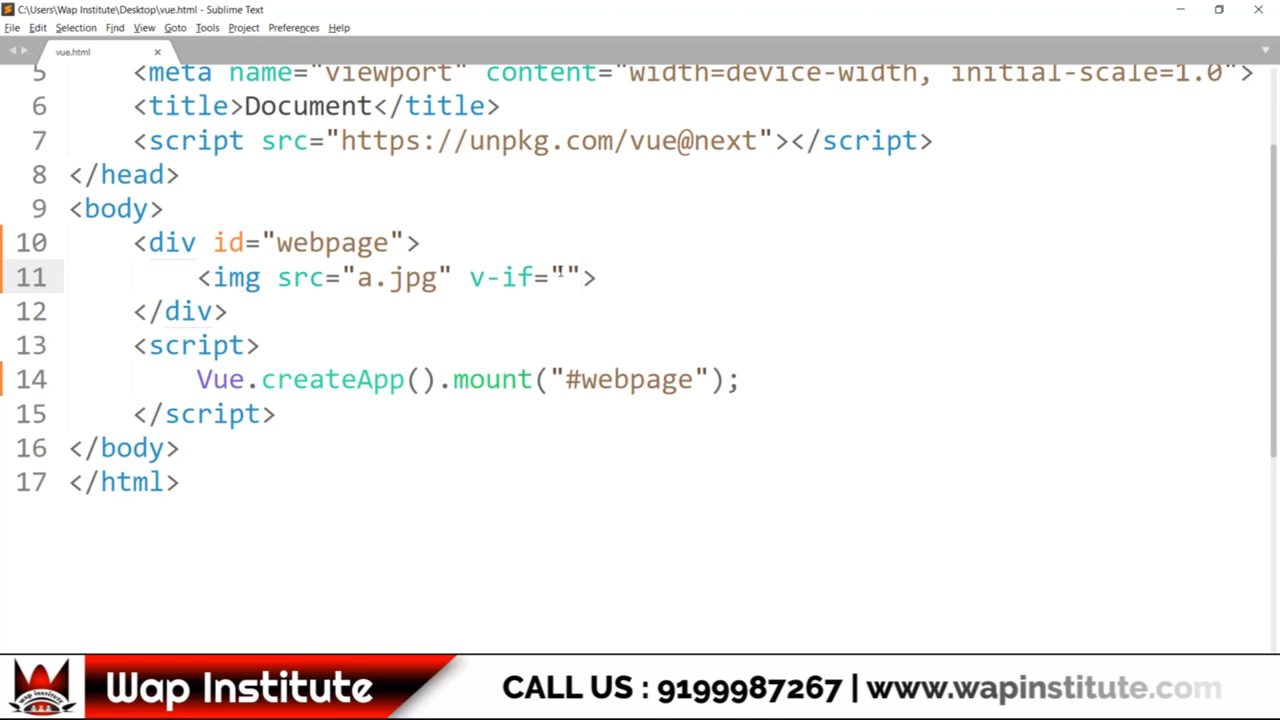 C:\Users\Wap Institute\Desktop\vue.html - Sublime Text
File Edit Selection Find View Goto Tools Project Preferences Help
vue.html
5 <meta name="viewport" content="width=device-width, initial-scale=1.0">
6 <title>Document</title>
7 <script src="https://unpkg.com/vue@next"></script>
8 </head>
9 <body>
10 <div id="webpage">
11 <img src="a.jpg" v-if="">
12 </div>
13 <script>
14 Vue.createApp().mount("#webpage");
15 </script>
16 </body>
17 </html>
Wap Institute CALL US : 9199987267 | www.wapinstitute.com